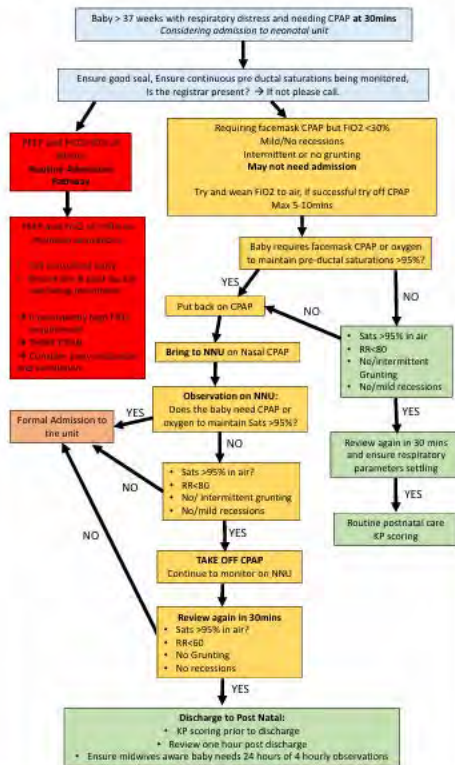 Baby > 37 weeks with respiratory distress and needing CPAP at 30mins
Considering admission to neonatal unit
Ensure good seal, Ensure continuous pre ductal saturations being monitored,
Is the registrar present? → If not please call.
Routine Admission
Pathway
Requiring facemask CPAP but FiO2 <30%
Mild/No recessions
Intermittent or no grunting
May not need admission
Try and wean FiO2 to air, if successful try off CPAP
Max 5-10mins
Baby requires facemask CPAP or oxygen
to maintain pre-ductal saturations >95%?
YES
NO
Put back on CPAP
NO
• Sats >95% in air
• RR<80
• No/intermittent
Grunting
• No/mild recessions
Bring to NNU on Nasal CPAP
Observation on NNU:
Does the baby need CPAP or
oxygen to maintain Sats >95%?
YES
Formal Admission to
the unit
NO
YES
Review again in 30 mins
and ensure respiratory
parameters settling
• Sats >95% in air?
• RR<80
• No/ intermittent grunting
• No/mild recessions
NO
YES
Routine postnatal care
KP scoring
YES
TAKE OFF CPAP
Continue to monitor on NNU
NO
Review again in 30mins
• Sats >95% in air?
• RR<60
• No Grunting
• No recessions
YES
Discharge to Post Natal:
• KP scoring prior to discharge
• Review one hour post discharge
• Ensure midwives aware baby needs 24 hours of 4 hourly observations